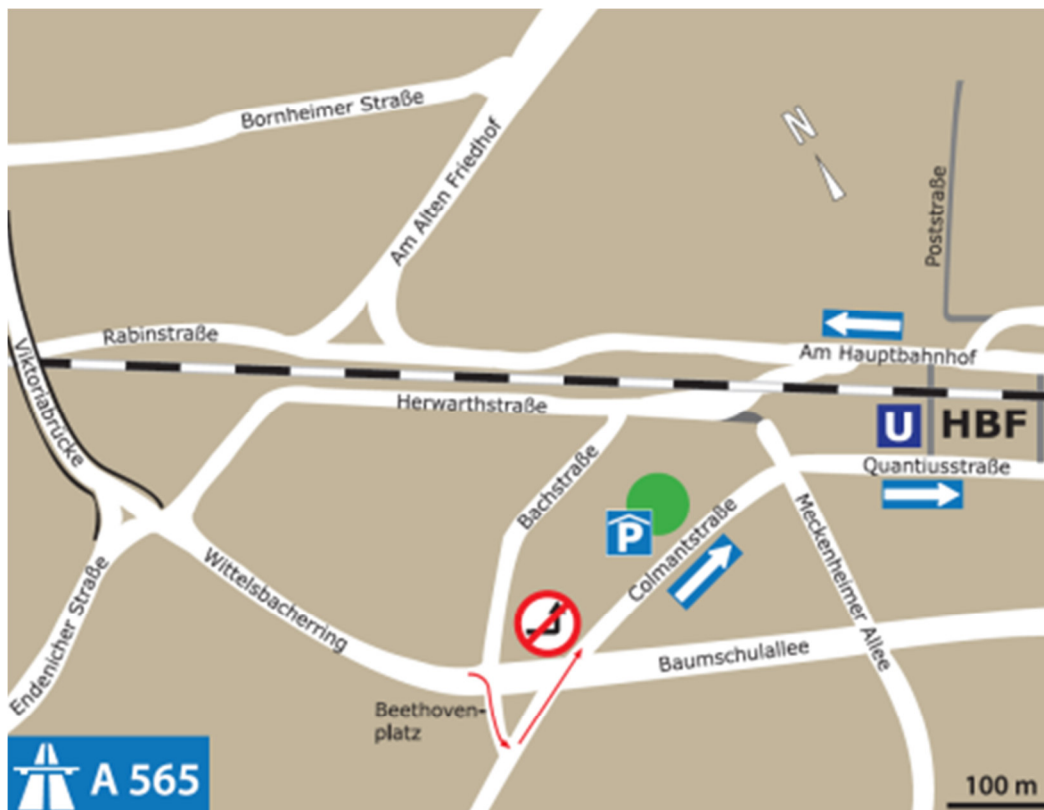 Bornheimer Straße
Am Alten Friedhof
N
Poststraße
Rabinstraße
Am Hauptbahnhof
Viktoriabrücke
Herwarthstraße
U
HBF
Quantiusstraße
Bachstraße
P
Colmantstraße
Meckenheimer Allee
Endenicher Straße
Wittelsbacherring
Baumschulallee
Beethoven-
platz
A 565
100 m